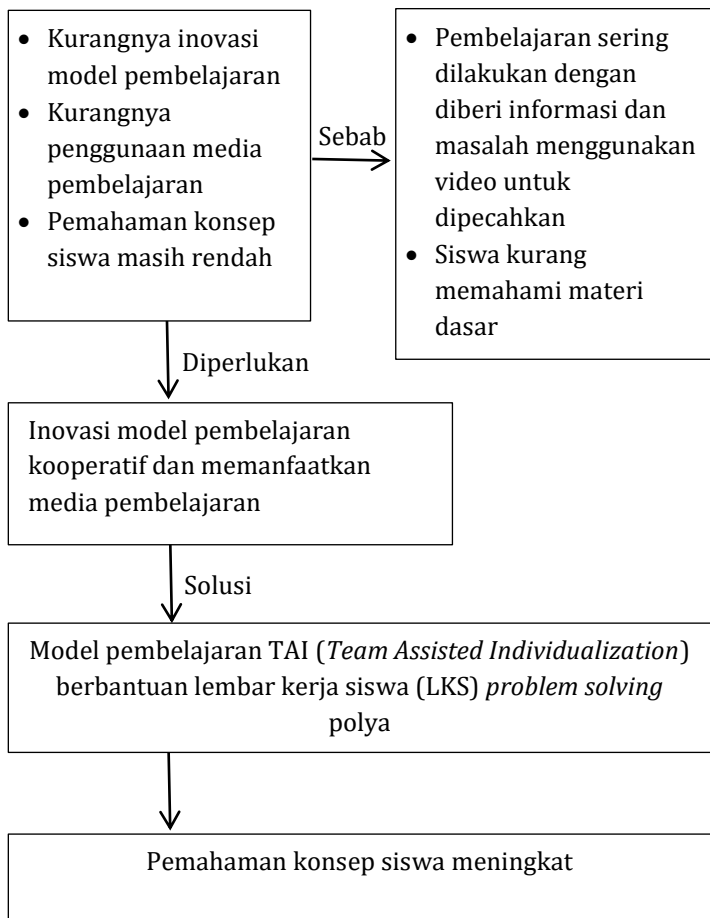 • Kurangnya inovasi
model pembelajaran
• Kurangnya
penggunaan media
pembelajaran
• Pemahaman konsep
siswa masih rendah
Sebab
• Pembelajaran sering
dilakukan dengan
diberi informasi dan
masalah menggunakan
video untuk
dipecahkan
• Siswa kurang
memahami materi
dasar
Diperlukan
Inovasi model pembelajaran
kooperatif dan memanfaatkan
media pembelajaran
Solusi
Model pembelajaran TAI (Team Assisted Individualization)
berbantuan lembar kerja siswa (LKS) problem solving
polya
Pemahaman konsep siswa meningkat